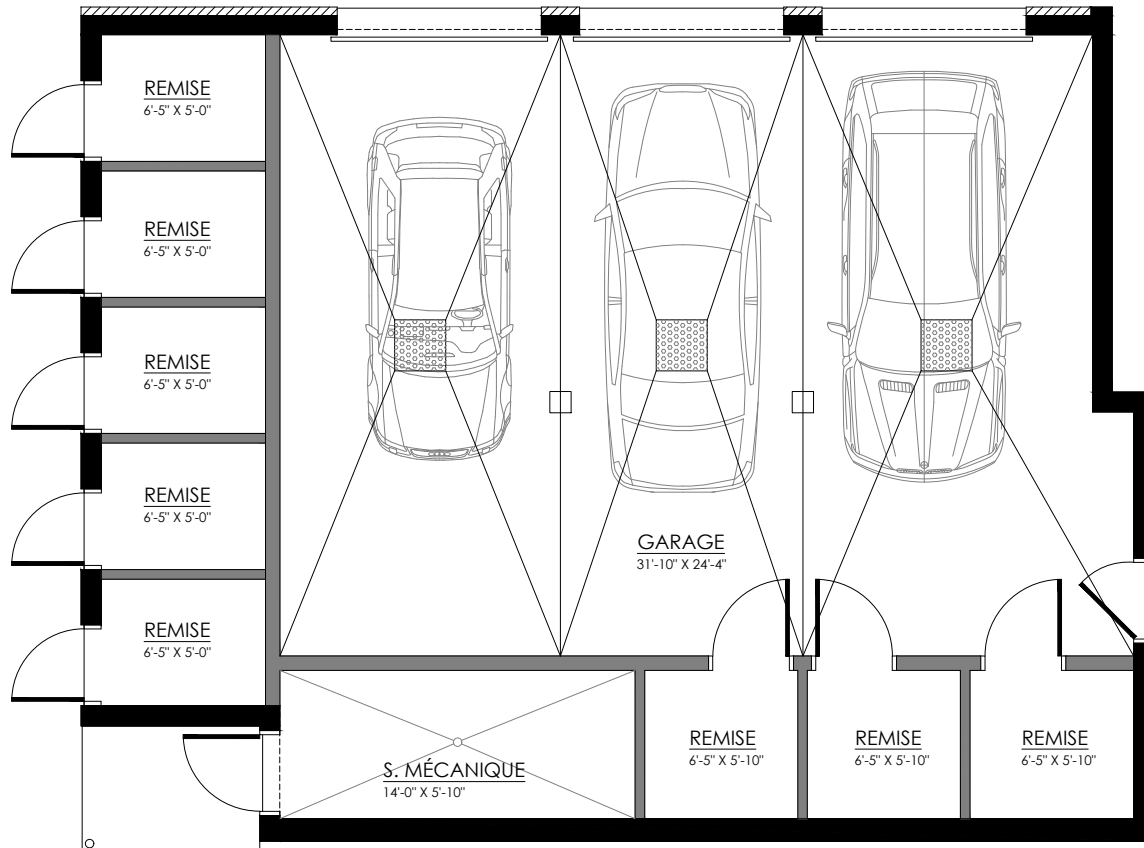 REMISE
6'-5" X 5'-0"
REMISE
6'-5" X 5'-0"
REMISE
6'-5" X 5'-0"
REMISE
6'-5" X 5'-0"
GARAGE
31'-10" X 24'-4"
REMISE
6'-5" X 5'-0"
S. MÉCANIQUE
14'-0" X 5'-10"
REMISE
6'-5" X 5'-10"
REMISE
6'-5" X 5'-10"
REMISE
6'-5" X 5'-10"